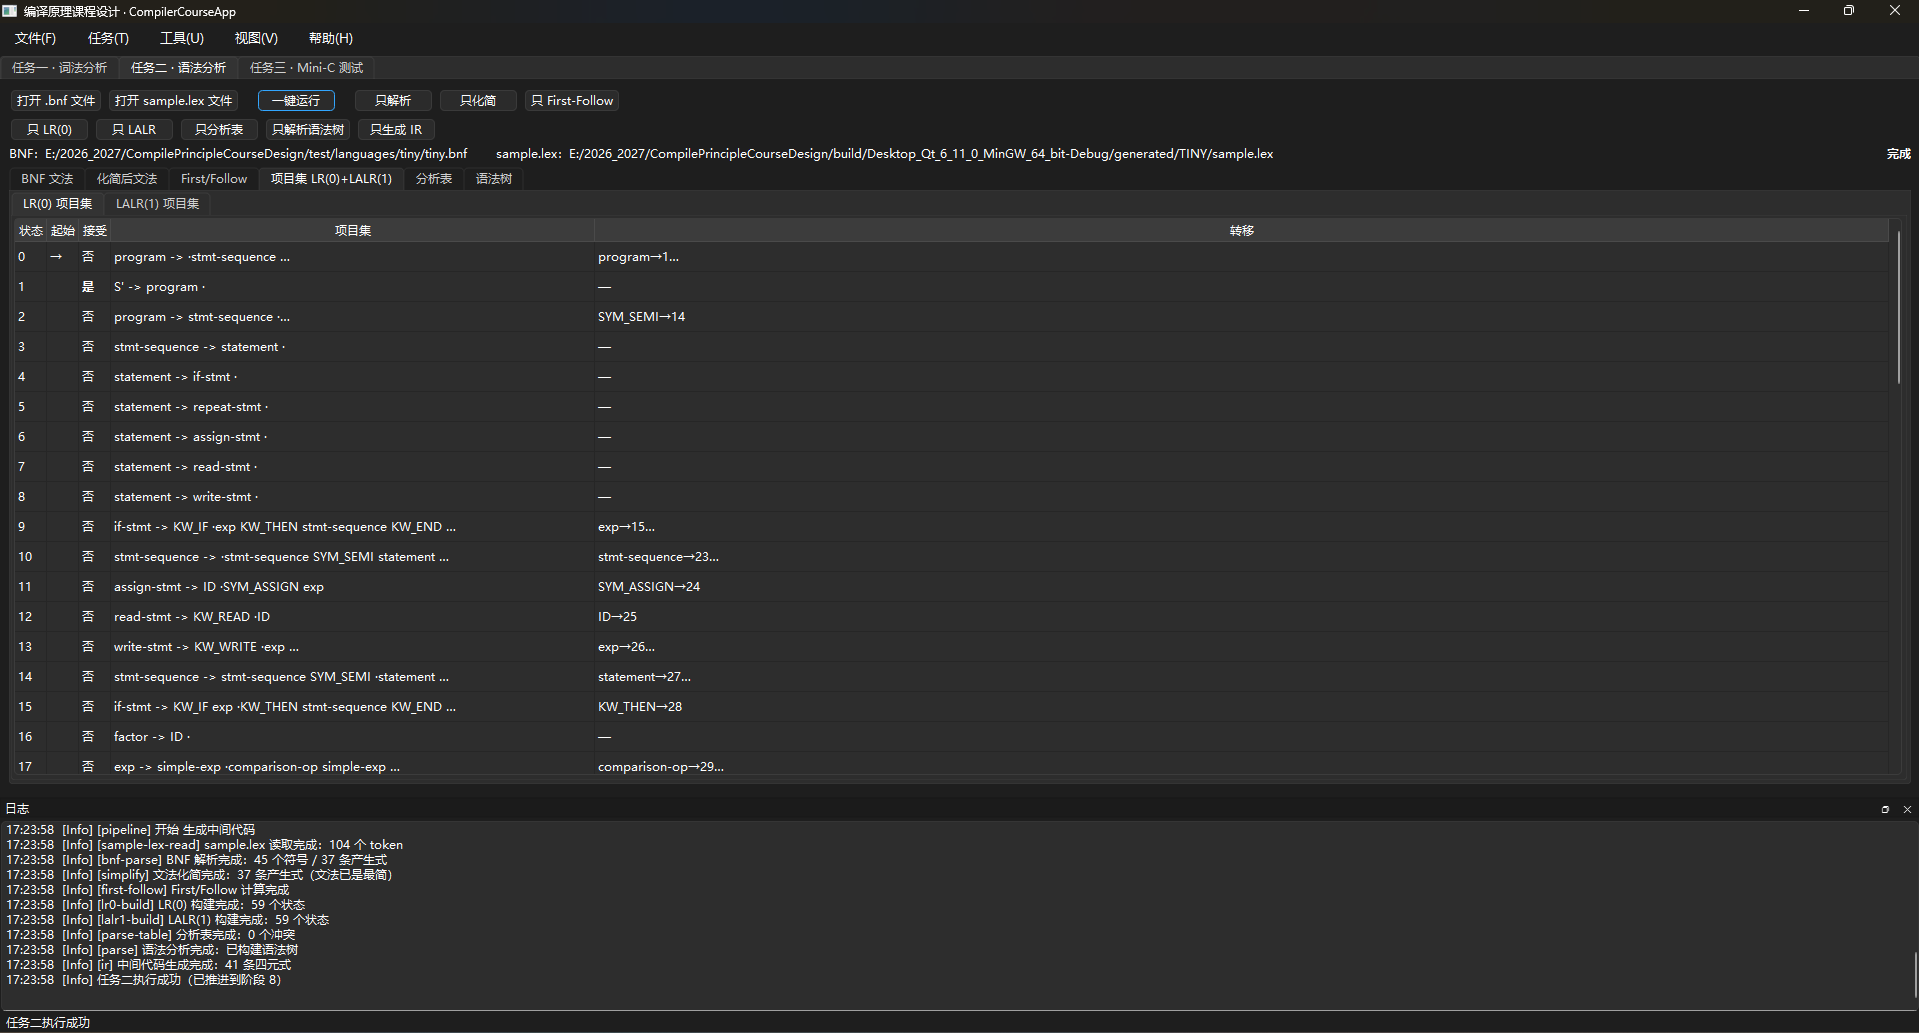 编译原理课程设计 · CompilerCourseApp
文件(F) 任务(T) 工具(U) 视图(V) 帮助(H)
任务一 · 词法分析 任务二 · 语法分析 任务三 · Mini-C 测试
打开 .bnf 文件 打开 sample.lex 文件 一键运行 只解析 只化简 只 First-Follow
只 LR(0) 只 LALR 只分析表 只解析语法树 只生成 IR
BNF: E:/2026_2027/CompilePrincipleCourseDesign/test/languages/tiny/tiny.bnf sample.lex: E:/2026_2027/CompilePrincipleCourseDesign/build/Desktop_Qt_6_11_0_MinGW_64_bit-Debug/generated/TINY/sample.lex 完成
BNF 文法 化简后文法 First/Follow 项目集 LR(0)+LALR(1) 分析表 语法树
LR(0) 项目集 LALR(1) 项目集
状态 起始 接受 项目集 转移
0 → 否 program -> ·stmt-sequence ... program→1...
1 是 S' -> program · —
2 否 program -> stmt-sequence ·... SYM_SEMI→14
3 否 stmt-sequence -> statement · —
4 否 statement -> if-stmt · —
5 否 statement -> repeat-stmt · —
6 否 statement -> assign-stmt · —
7 否 statement -> read-stmt · —
8 否 statement -> write-stmt · —
9 否 if-stmt -> KW_IF ·exp KW_THEN stmt-sequence KW_END ... exp→15...
10 否 stmt-sequence -> ·stmt-sequence SYM_SEMI statement ... stmt-sequence→23...
11 否 assign-stmt -> ID ·SYM_ASSIGN exp SYM_ASSIGN→24
12 否 read-stmt -> KW_READ ·ID ID→25
13 否 write-stmt -> KW_WRITE ·exp ... exp→26...
14 否 stmt-sequence -> stmt-sequence SYM_SEMI ·statement ... statement→27...
15 否 if-stmt -> KW_IF exp ·KW_THEN stmt-sequence KW_END ... KW_THEN→28
16 否 factor -> ID · —
17 否 exp -> simple-exp ·comparison-op simple-exp ... comparison-op→29...
日志
17:23:58 [Info] [pipeline] 开始 生成中间代码
17:23:58 [Info] [sample-lex-read] sample.lex 读取完成：104 个 token
17:23:58 [Info] [bnf-parse] BNF 解析完成：45 个符号 / 37 条产生式
17:23:58 [Info] [simplify] 文法化简完成：37 条产生式（文法已是最简）
17:23:58 [Info] [first-follow] First/Follow 计算完成
17:23:58 [Info] [lr0-build] LR(0) 构建完成：59 个状态
17:23:58 [Info] [lalr1-build] LALR(1) 构建完成：59 个状态
17:23:58 [Info] [parse-table] 分析表完成：0 个冲突
17:23:58 [Info] [parse] 语法分析完成：已构建语法树
17:23:58 [Info] [ir] 中间代码生成完成：41 条四元式
17:23:58 [Info] 任务二执行成功（已推进到阶段 8）
任务二执行成功